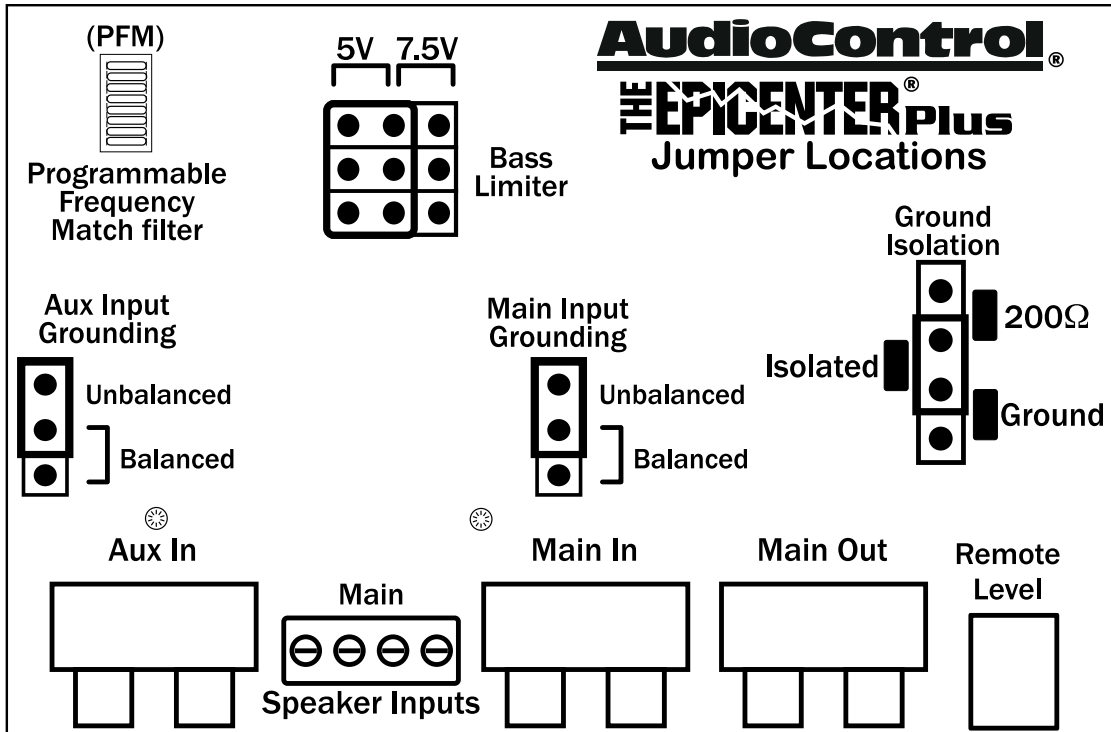 (PFM)
Programmable
Frequency
Match filter
5V 7.5V
Bass
Limiter
AudioControl®
THE EPICENTER® Plus
Jumper Locations
Ground
Isolation
200Ω
Isolated
Ground
Aux Input
Grounding
Unbalanced
Balanced
Main Input
Grounding
Unbalanced
Balanced
Aux In
Main
Speaker Inputs
Main In
Main Out
Remote
Level